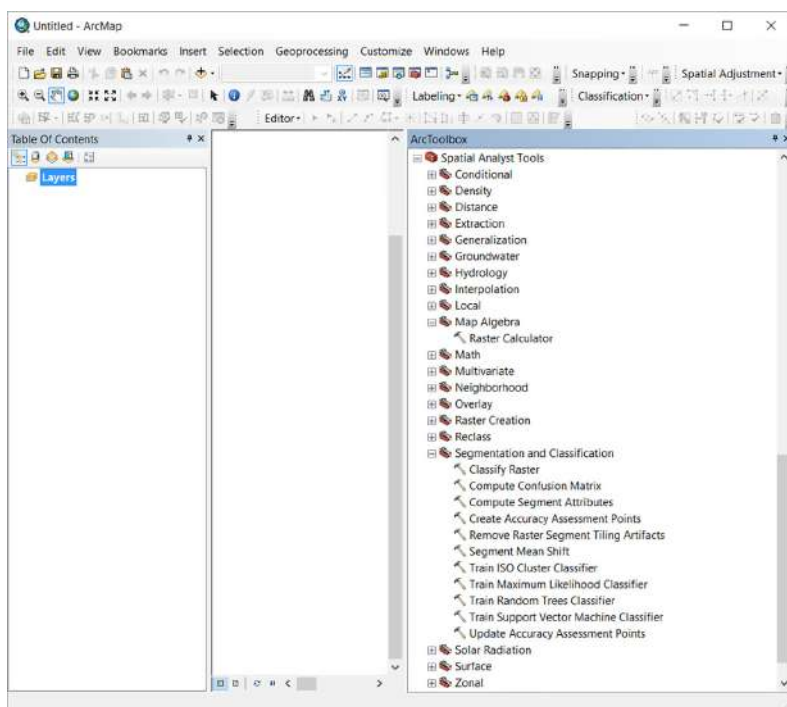 Untitled - ArcMap
File Edit View Bookmarks Insert Selection Geoprocessing Customize Windows Help
Snapping Spatial Adjustment
Labeling Classification
Editor
Table Of Contents
Layers
ArcToolbox
Spatial Analyst Tools
Conditional
Density
Distance
Extraction
Generalization
Groundwater
Hydrology
Interpolation
Local
Map Algebra
Raster Calculator
Math
Multivariate
Neighborhood
Overlay
Raster Creation
Reclass
Segmentation and Classification
Classify Raster
Compute Confusion Matrix
Compute Segment Attributes
Create Accuracy Assessment Points
Remove Raster Segment Tiling Artifacts
Segment Mean Shift
Train ISO Cluster Classifier
Train Maximum Likelihood Classifier
Train Random Trees Classifier
Train Support Vector Machine Classifier
Update Accuracy Assessment Points
Solar Radiation
Surface
Zonal